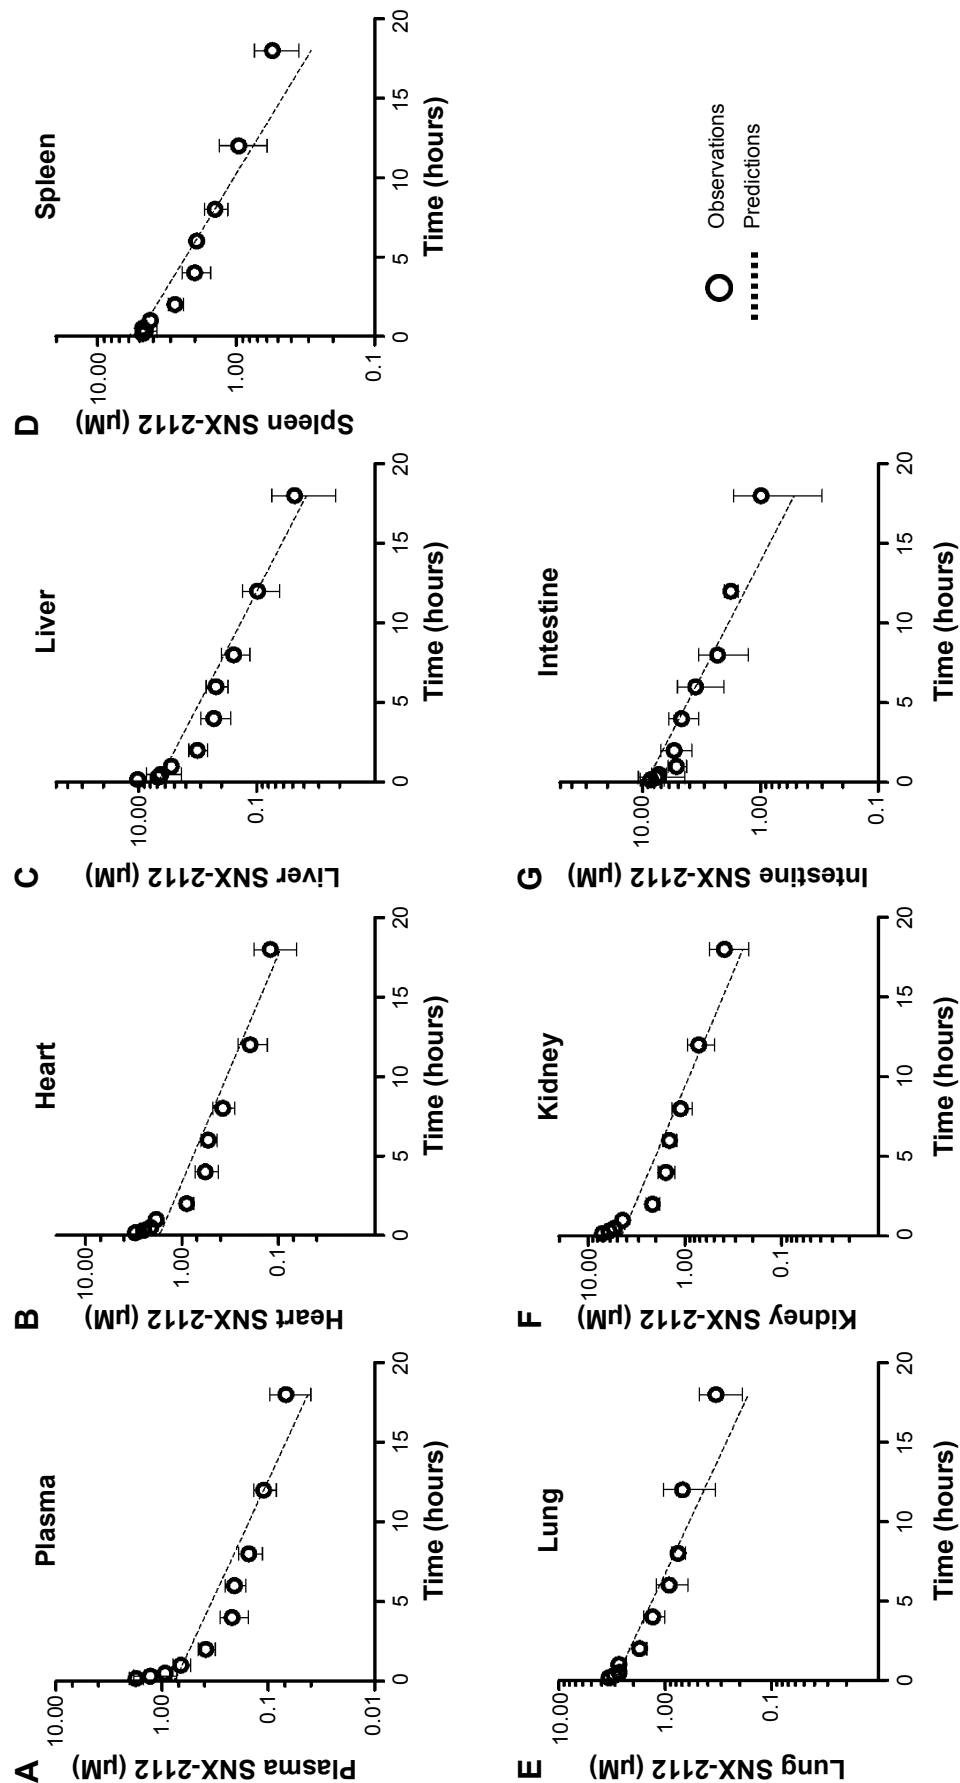 A
Plasma
Plasma SNX-2112 (µM)
10.00
1.00
0.1
0.01
0
5
10
15
20
Time (hours)
B
Heart
Heart SNX-2112 (µM)
10.00
1.00
0.1
0
5
10
15
20
Time (hours)
C
Liver
Liver SNX-2112 (µM)
10.00
0.1
0
5
10
15
20
Time (hours)
D
Spleen
Spleen SNX-2112 (µM)
10.00
1.00
0.1
0
5
10
15
20
Time (hours)
E
Lung
Lung SNX-2112 (µM)
10.00
1.00
0.1
0
5
10
15
20
Time (hours)
F
Kidney
Kidney SNX-2112 (µM)
10.00
1.00
0.1
0
5
10
15
20
Time (hours)
G
Intestine
Intestine SNX-2112 (µM)
10.00
1.00
0.1
0
5
10
15
20
Time (hours)
Observations
Predictions